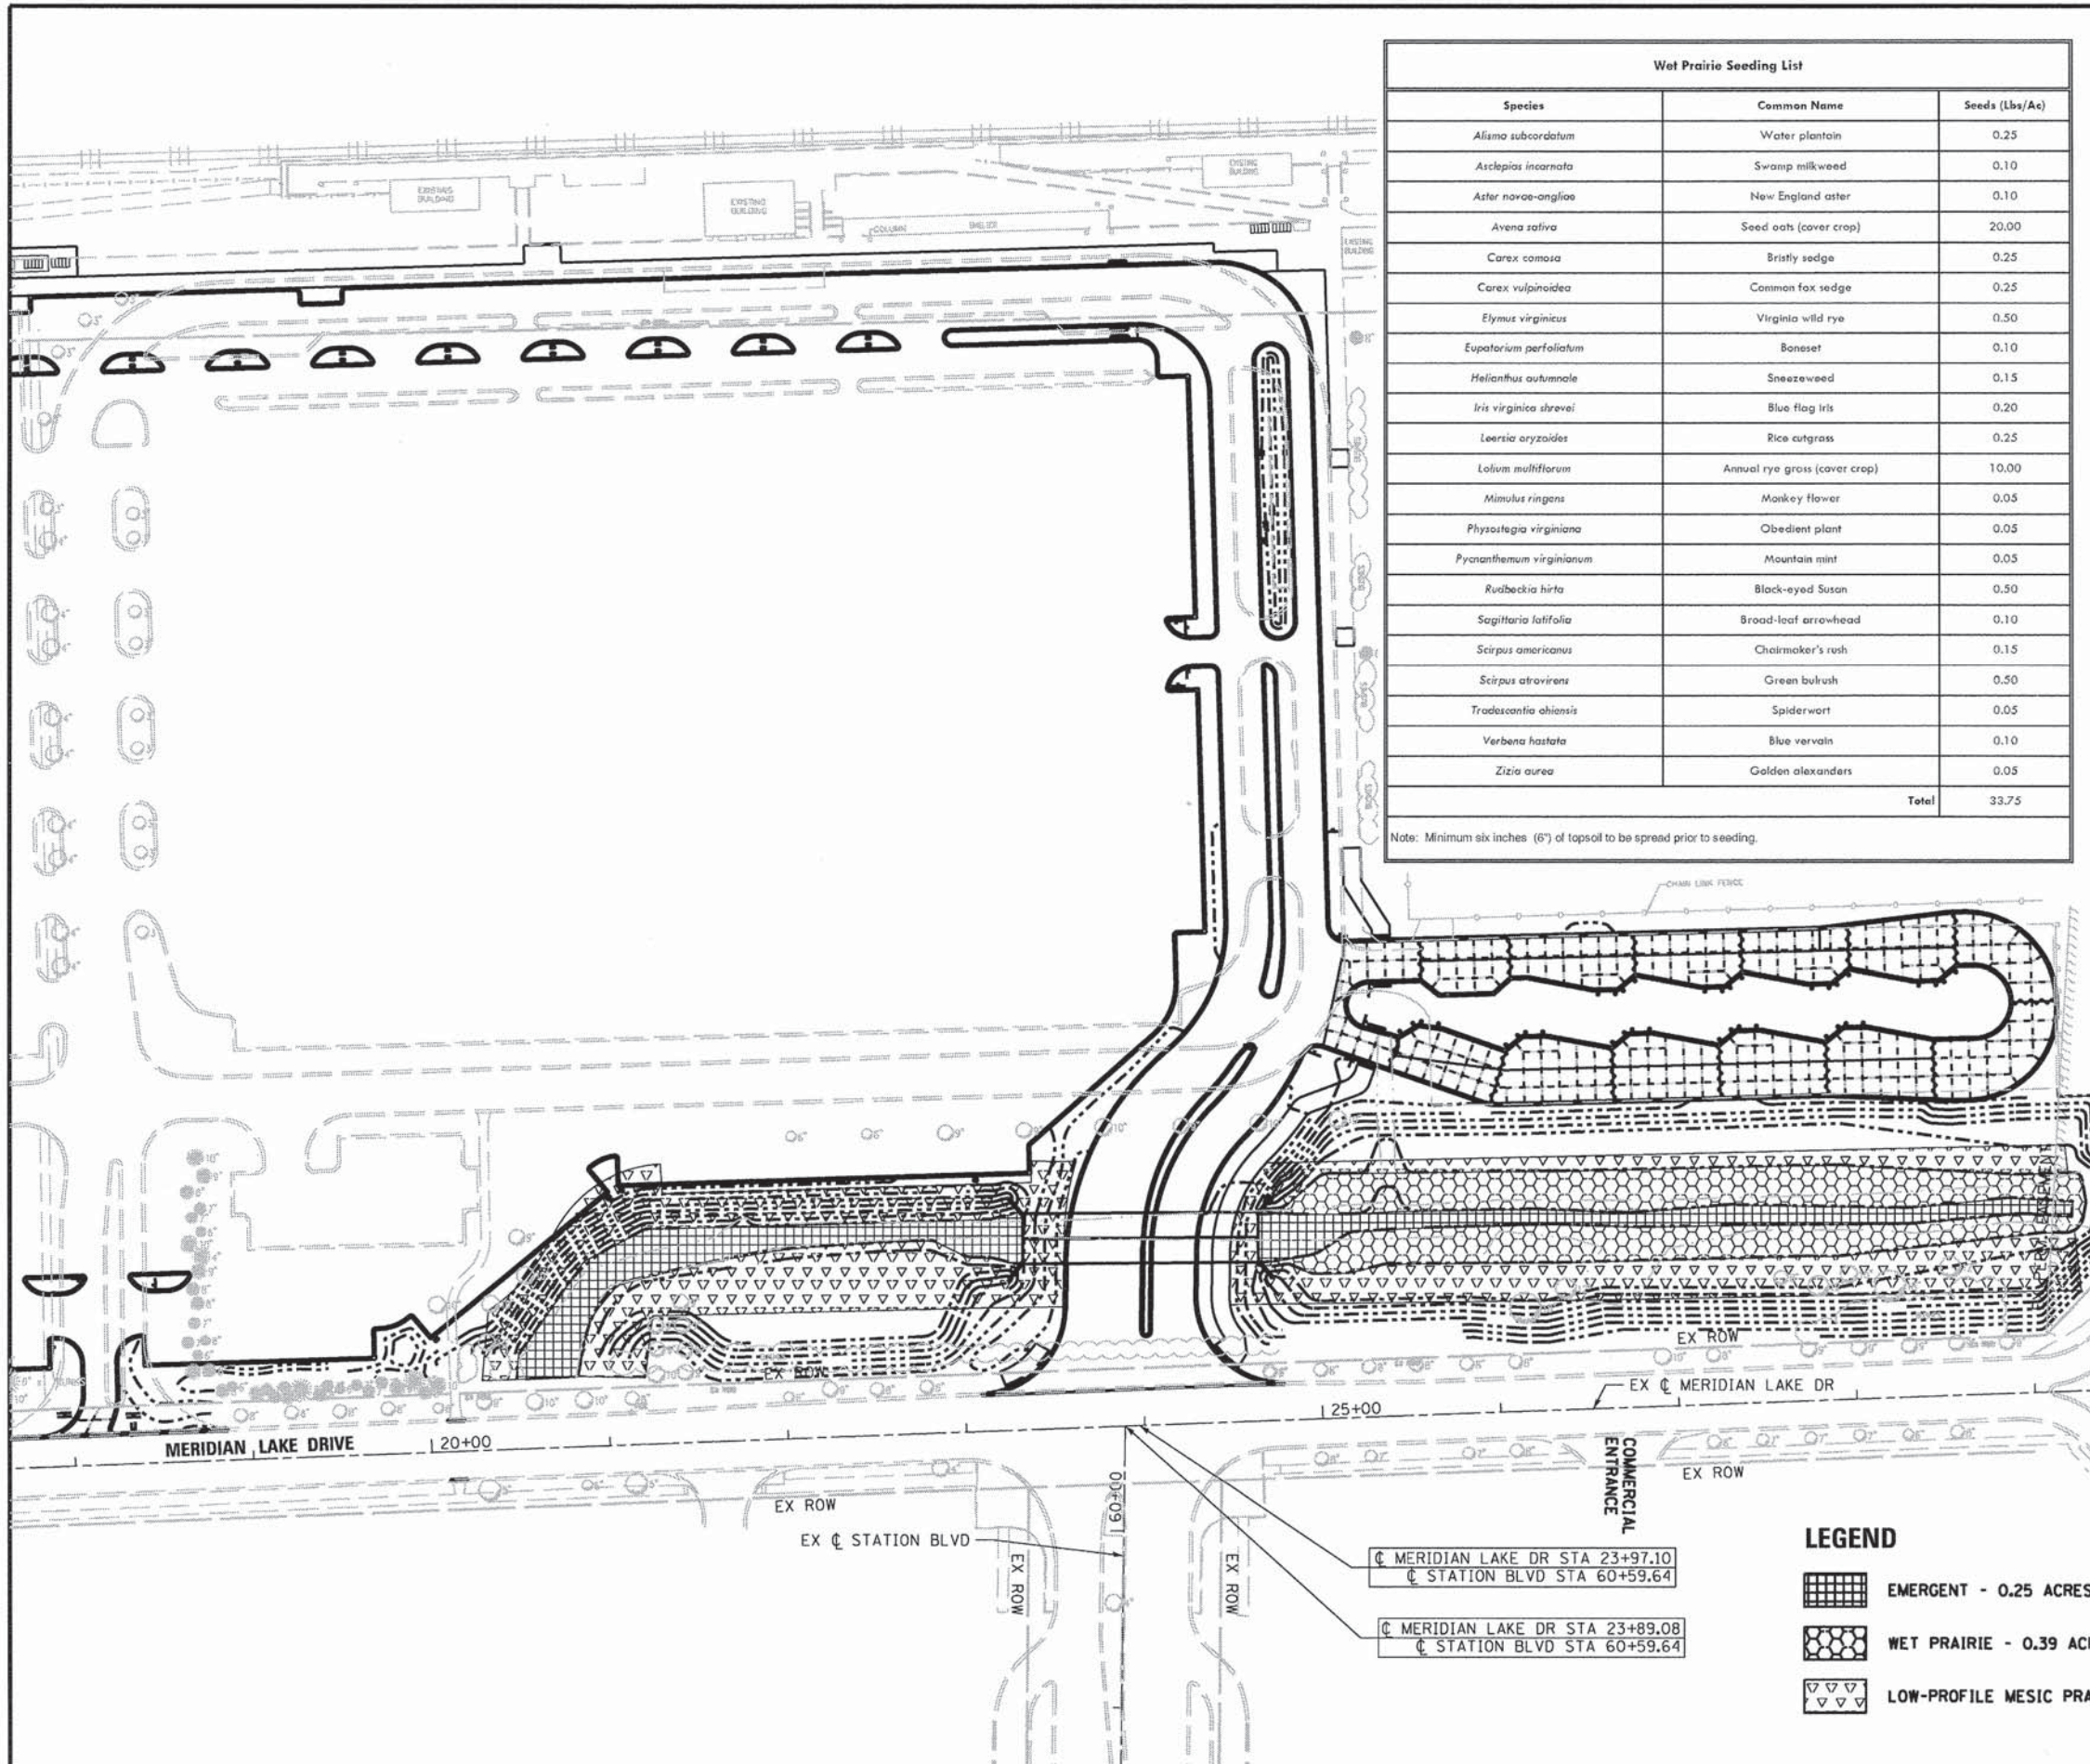 Wet Prairie Seeding List
Species Common Name Seeds (Lbs/Ac)
Alisma subcordatum Water plantain 0.25
Asclepias incarnata Swamp milkweed 0.10
Aster novae-angliae New England aster 0.10
Avena sativa Seed oats (cover crop) 20.00
Carex comosa Bristly sedge 0.25
Carex vulpinoidea Common fox sedge 0.25
Elymus virginicus Virginia wild rye 0.50
Eupatorium perfoliatum Boneset 0.10
Helianthus autumnale Sneezeweed 0.15
Iris virginica shrevei Blue flag iris 0.20
Leersia oryzoides Rice cutgrass 0.25
Lolium multiflorum Annual rye grass (cover crop) 10.00
Mimulus ringens Monkey flower 0.05
Physostegia virginiana Obedient plant 0.05
Pycnanthemum virginianum Mountain mint 0.05
Rudbeckia hirta Black-eyed Susan 0.50
Sagittaria latifolia Broad-leaf arrowhead 0.10
Scirpus americanus Chairmaker's rush 0.15
Scirpus atrovirens Green bulrush 0.50
Tradescantia ohiensis Spiderwort 0.05
Verbena hastata Blue vervain 0.10
Zizia aurea Golden alexanders 0.05
Total 33.75
Note: Minimum six inches (6") of topsoil to be spread prior to seeding.
EXISTING
BUILDING
EXISTING
BUILDING
EXISTING
BUILDING
EXISTING
BUILDING
COLUMN
CHAIN LINK FENCE
EX ROW
EX ROW
EX ℄ MERIDIAN LAKE DR
25+00
MERIDIAN LAKE DRIVE
20+00
COMMERCIAL
ENTRANCE
EX ROW
EX ROW
60+00
EX ℄ STATION BLVD
EX ROW
EX ROW
℄ MERIDIAN LAKE DR STA 23+97.10
℄ STATION BLVD STA 60+59.64
℄ MERIDIAN LAKE DR STA 23+89.08
℄ STATION BLVD STA 60+59.64
LEGEND
EMERGENT - 0.25 ACRES
WET PRAIRIE - 0.39 AC
LOW-PROFILE MESIC PRA